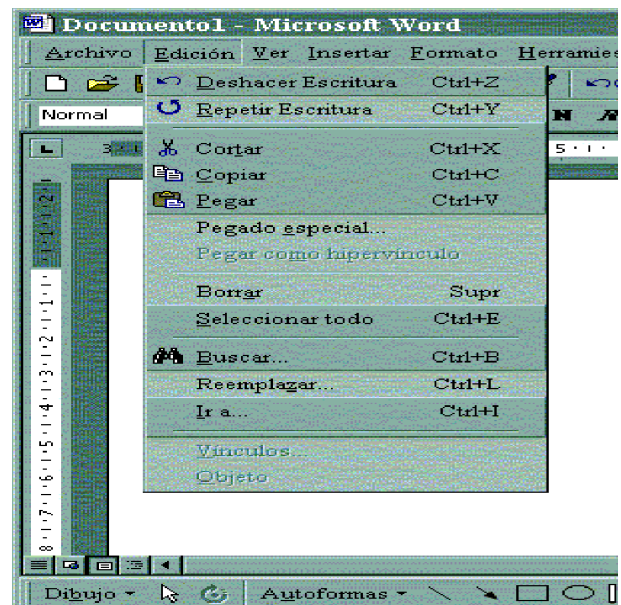 Documento1 - Microsoft Word
Archivo Edición Ver Insertar Formato
Deshacer Escritura Ctrl+Z
Normal
Repetir Escritura Ctrl+Y
N
Cortar Ctrl+X
Copiar Ctrl+C
Pegar Ctrl+V
Pegado especial...
Pegar como hipervínculo
Borrar Supr
Seleccionar todo Ctrl+E
Buscar... Ctrl+B
Reemplazar... Ctrl+L
Ir a... Ctrl+I
Vínculos...
Objeto
Dibujo Autoformas